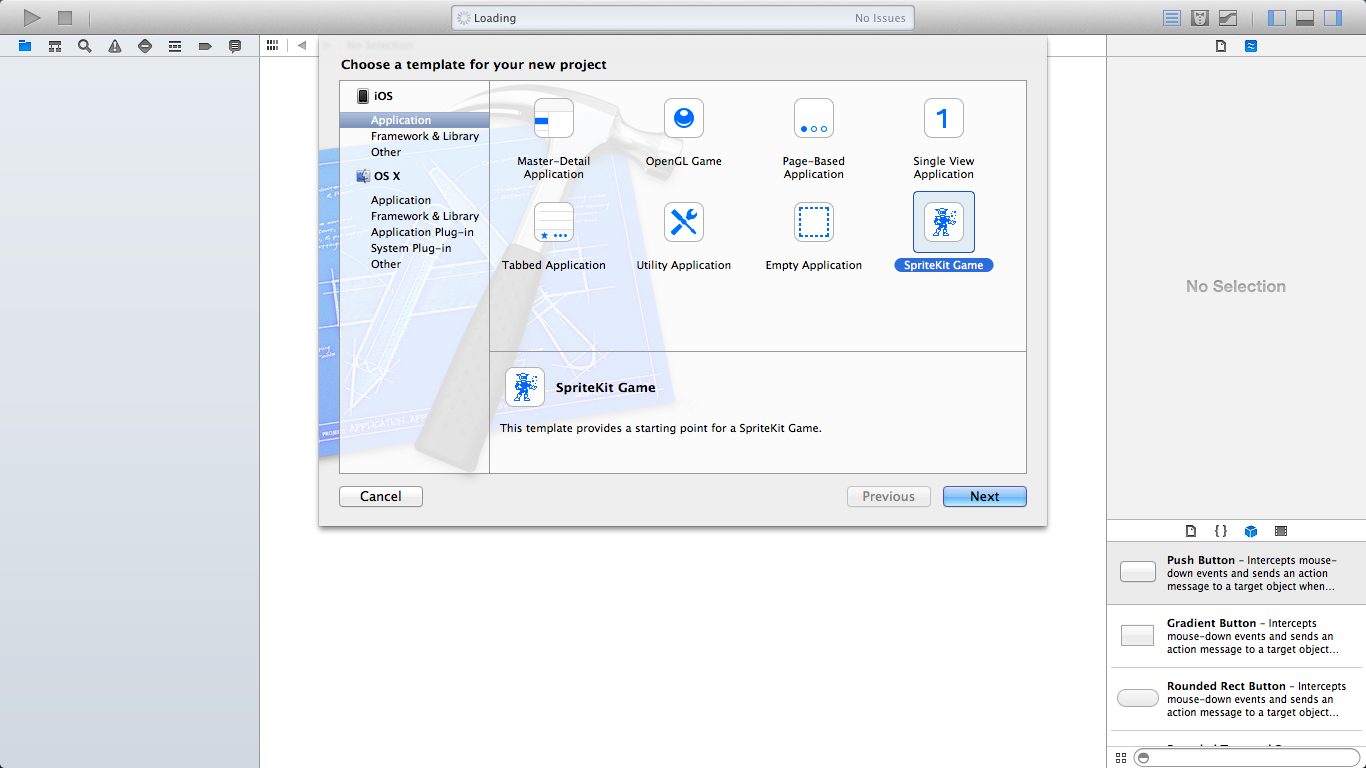 Loading
No Issues
Choose a template for your new project
iOS
Application
Framework & Library
Other
OS X
Application
Framework & Library
Application Plug-in
System Plug-in
Other
Master-Detail
Application
OpenGL Game
Page-Based
Application
1
Single View
Application
Tabbed Application
Utility Application
Empty Application
SpriteKit Game
SpriteKit Game
This template provides a starting point for a SpriteKit Game.
Cancel
Previous
Next
No Selection
No Selection
{ }
Push Button - Intercepts mouse-
down events and sends an action
message to a target object when...
Gradient Button - Intercepts
mouse-down events and sends an
action message to a target object...
Rounded Rect Button - Intercepts
mouse-down events and sends an
action message to a target object...